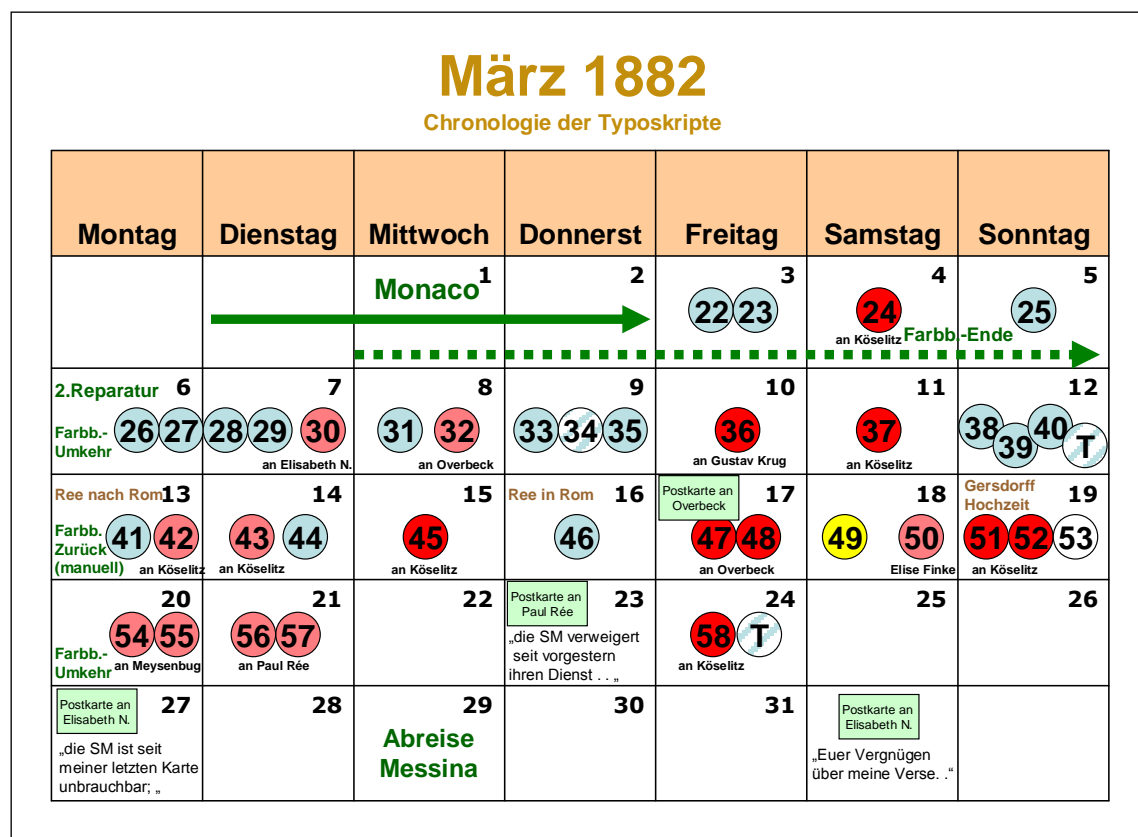 März 1882
Chronologie der Typoskripte
Montag Dienstag Mittwoch Donnerst Freitag Samstag Sonntag
1 2 3 4 5
Monaco
22 23 24 25
an Köselitz Farbb.-Ende
2.Reparatur 6 7 8 9 10 11 12
Farbb.-
Umkehr
26 27 28 29 30 31 32 33 34 35 36 37 38 39 40 T
an Elisabeth N. an Overbeck an Gustav Krug an Köselitz
Ree nach Rom 13 14 15 Ree in Rom 16 Postkarte an
Overbeck 17 18 Gersdorff
Hochzeit 19
Farbb.
Zurück
(manuell)
41 42 43 44 45 46 47 48 49 50 51 52 53
an Köselitz an Köselitz an Köselitz an Overbeck Elise Finke an Köselitz
20 21 22 Postkarte an
Paul Rée 23 24 25 26
Farbb.-
Umkehr
54 55 56 57 58 T
an Meysenbug an Paul Rée an Köselitz
„die SM verweigert
seit vorgestern
ihren Dienst . . „
Postkarte an
Elisabeth N. 27 28 29 30 31 Postkarte an
Elisabeth N.
„die SM ist seit
meiner letzten Karte
unbrauchbar; „
Abreise
Messina
„Euer Vergnügen
über meine Verse. .“